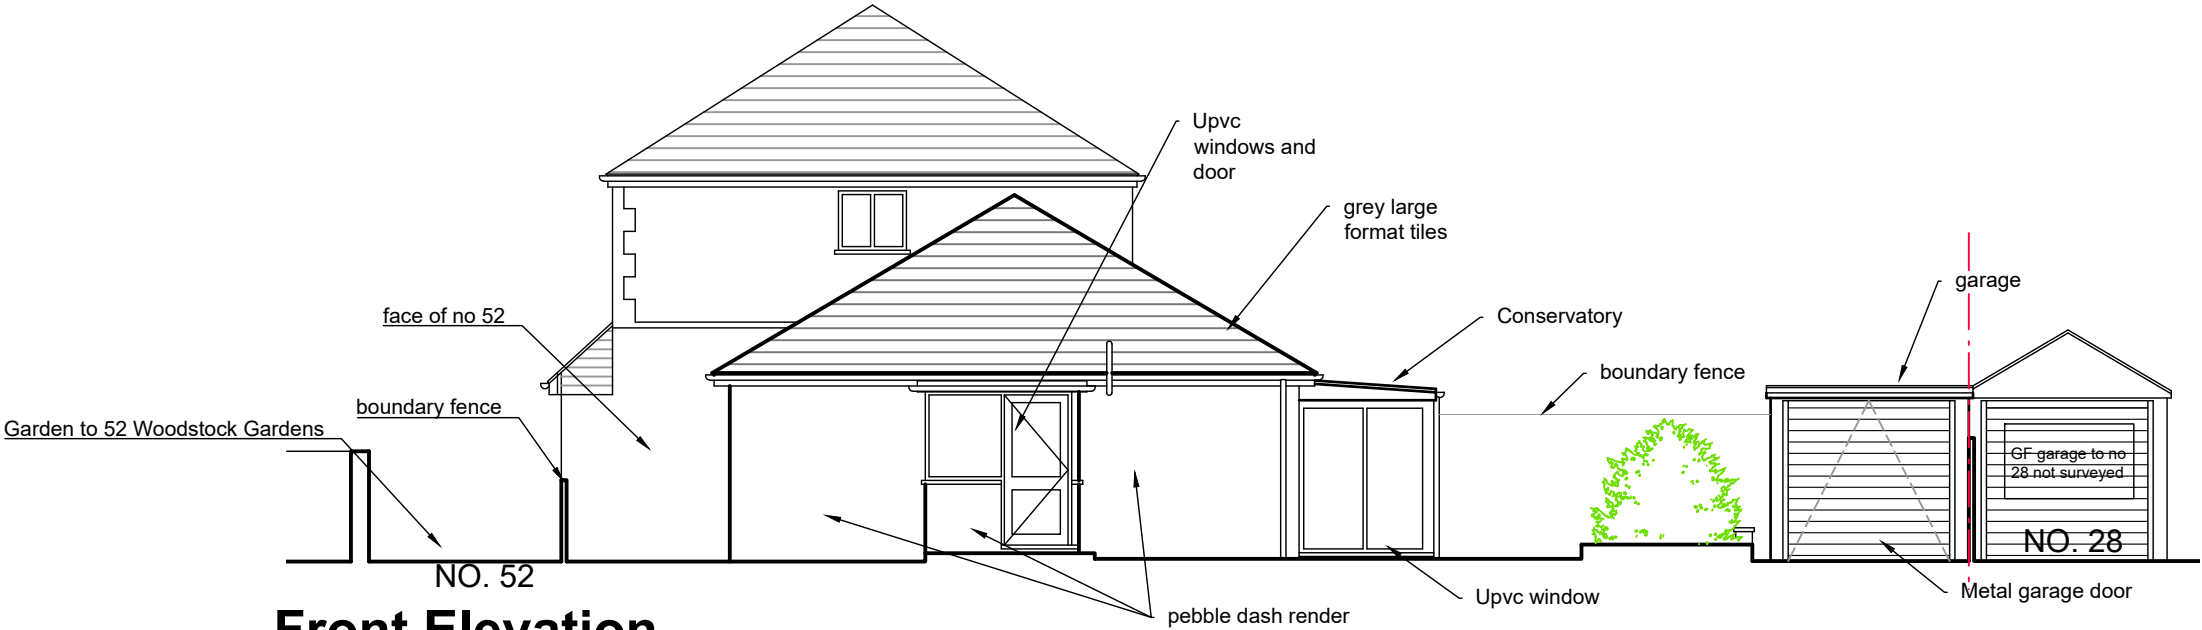 Upvc
windows and
door
grey large
format tiles
garage
face of no 52
Conservatory
boundary fence
boundary fence
Garden to 52 Woodstock Gardens
GF garage to no
28 not surveyed
NO. 28
NO. 52
Metal garage door
Upvc window
pebble dash render
Front Elevation